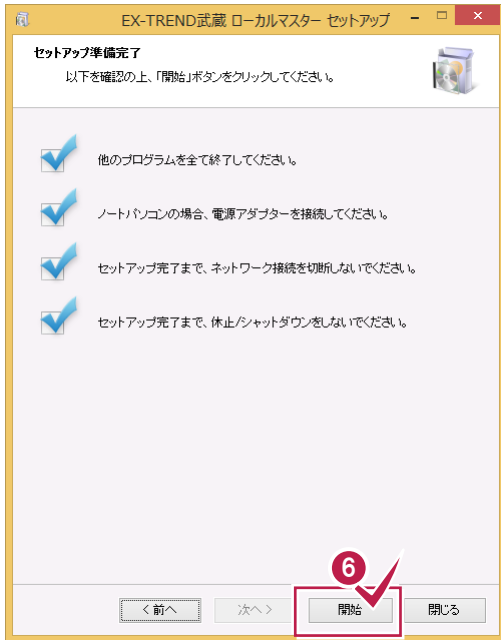 EX-TREND武蔵 ローカルマスター セットアップ
セットアップ準備完了
以下を確認の上、「開始」ボタンをクリックしてください。
他のプログラムを全て終了してください。
ノートパソコンの場合、電源アダプターを接続してください。
セットアップ完了まで、ネットワーク接続を切断しないでください。
セットアップ完了まで、休止/シャットダウンをしないでください。
6
< 前へ
次へ >
開始
閉じる